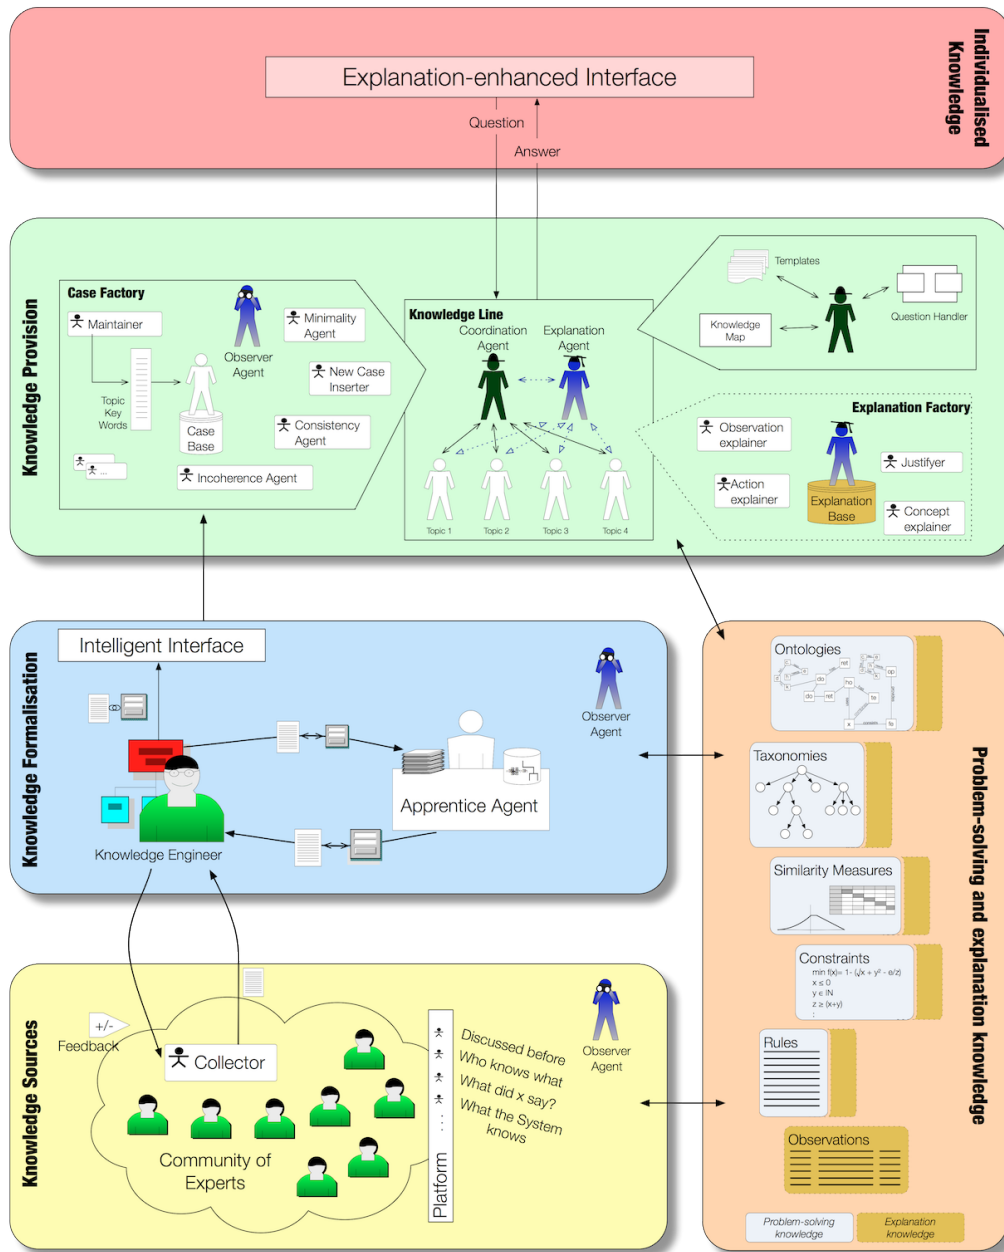 Individualised
Knowledge
Explanation-enhanced Interface
Question
Answer
Knowledge Provision
Case Factory
Maintainer
Topic
Key
Words
Case
Base
Observer
Agent
Minimality
Agent
New Case
Inserter
Consistency
Agent
Incoherence Agent
...
Knowledge Line
Coordination
Agent
Explanation
Agent
Topic 1
Topic 2
Topic 3
Topic 4
Templates
Knowledge
Map
Question Handler
Explanation Factory
Observation
explainer
Action
explainer
Justifyer
Explanation
Base
Concept
explainer
Knowledge Formalisation
Intelligent Interface
Knowledge Engineer
Apprentice Agent
Observer
Agent
Knowledge Sources
+/-
Feedback
Collector
Community of
Experts
Platform
Discussed before
Who knows what
What did x say?
What the System
knows
Observer
Agent
Problem-solving and explanation knowledge
Ontologies
Taxonomies
Similarity Measures
Constraints
min f(x)= 1- (√x + y² - e/z)
x ≤ 0
y ∈ IN
z ≥ (x+y)
:
Rules
Observations
Problem-solving
knowledge
Explanation
knowledge